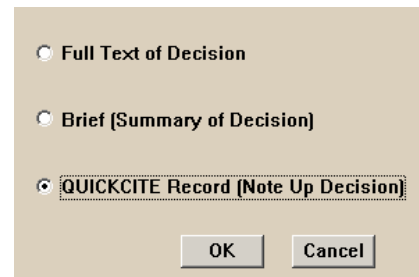 Full Text of Decision
Brief (Summary of Decision)
QUICKCITE Record (Note Up Decision)
OK Cancel